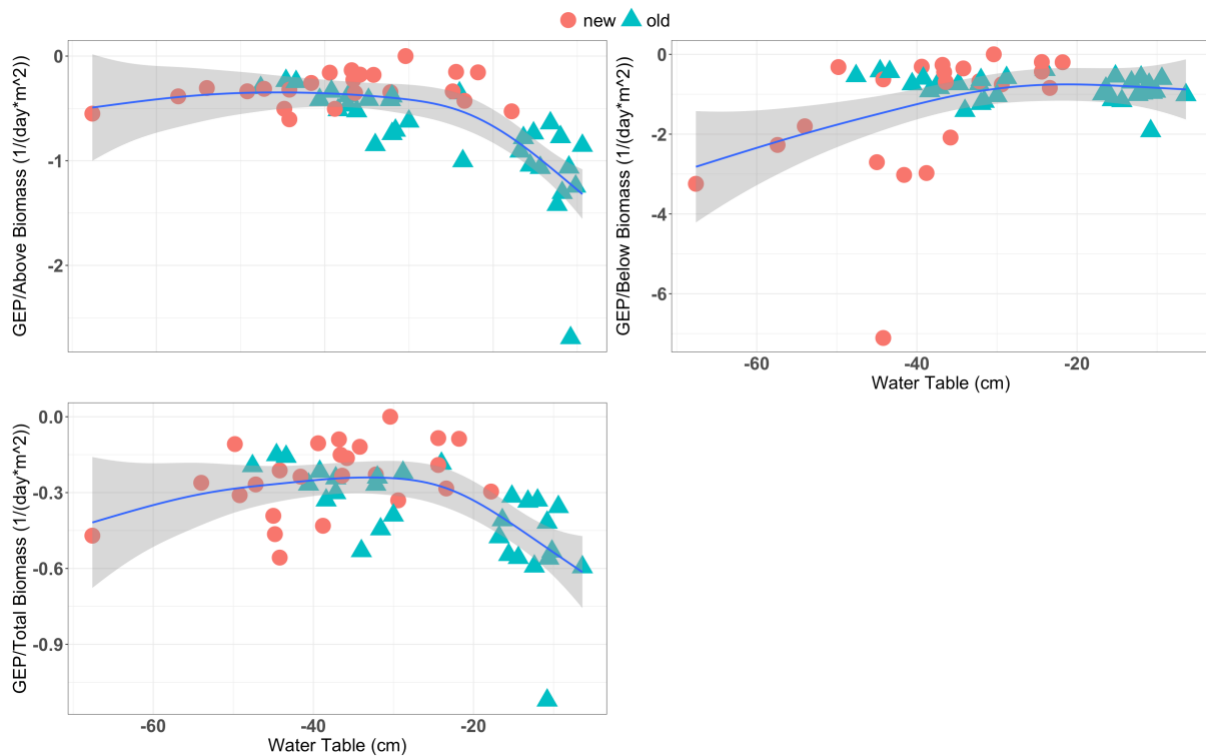 new old
GEP/Above Biomass (1/(day*m^2))
0
-1
-2
GEP/Below Biomass (1/(day*m^2))
0
-2
-4
-6
-60 -40 -20
Water Table (cm)
GEP/Total Biomass (1/(day*m^2))
0.0
-0.3
-0.6
-0.9
-60 -40 -20
Water Table (cm)